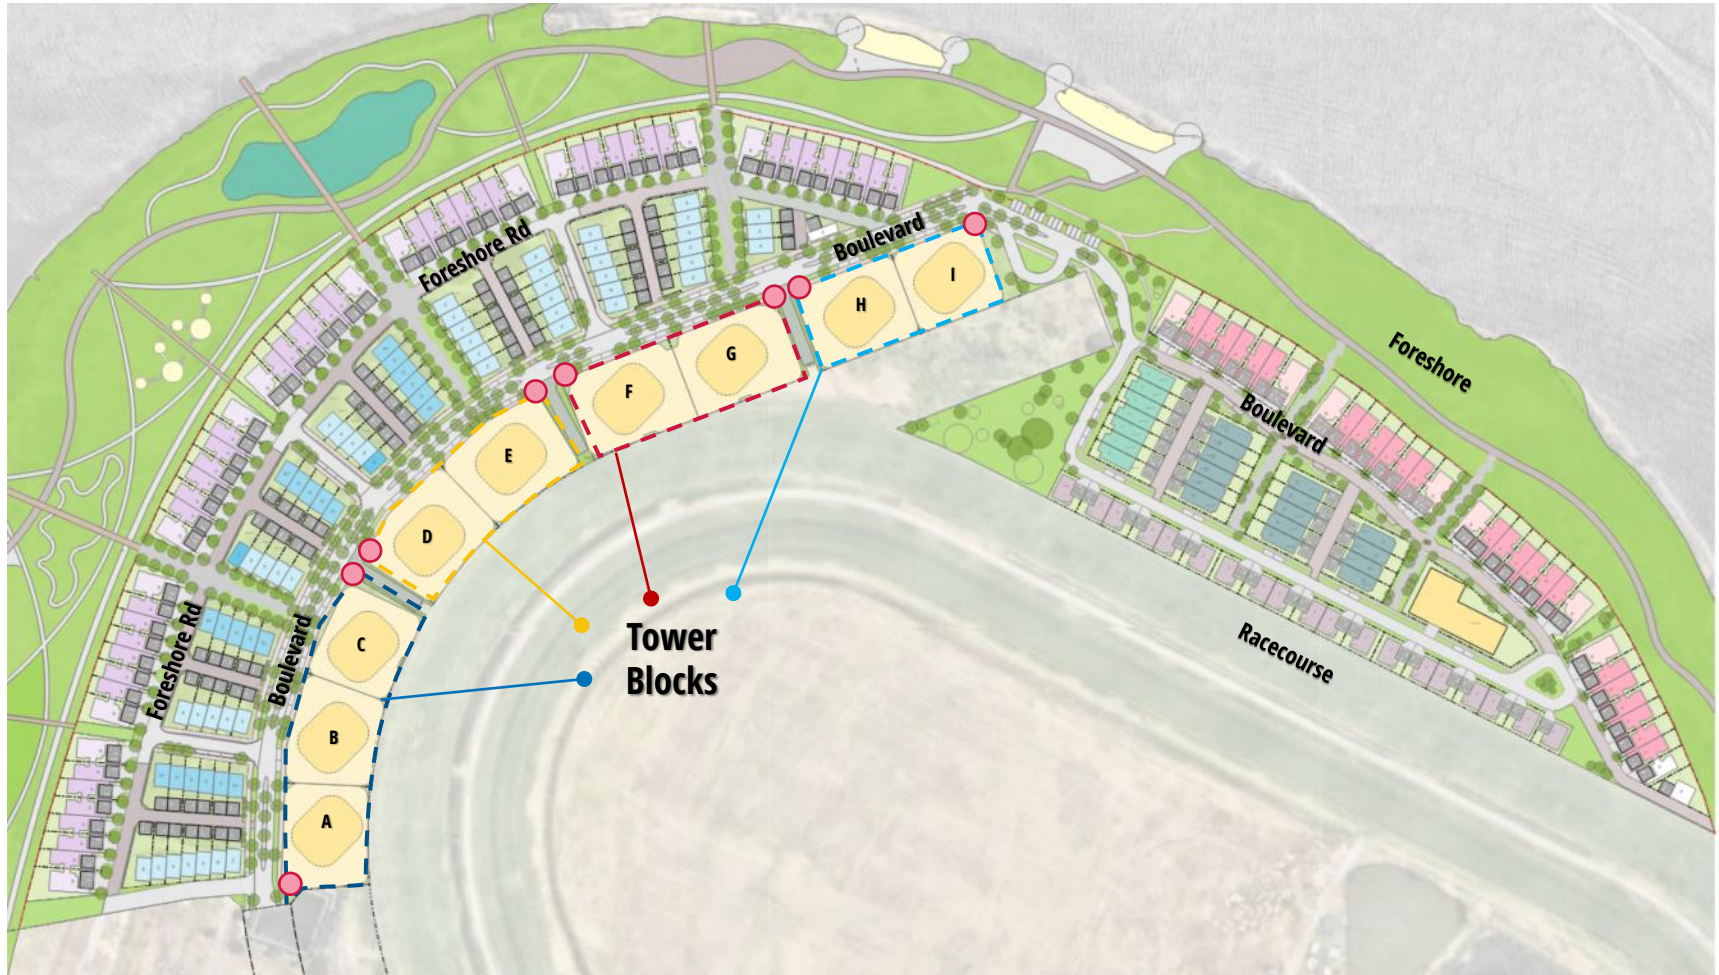 Foreshore Rd
Boulevard
I
H
G
F
E
D
C
B
A
Foreshore
Boulevard
Racecourse
Foreshore Rd
Boulevard
Tower
Blocks